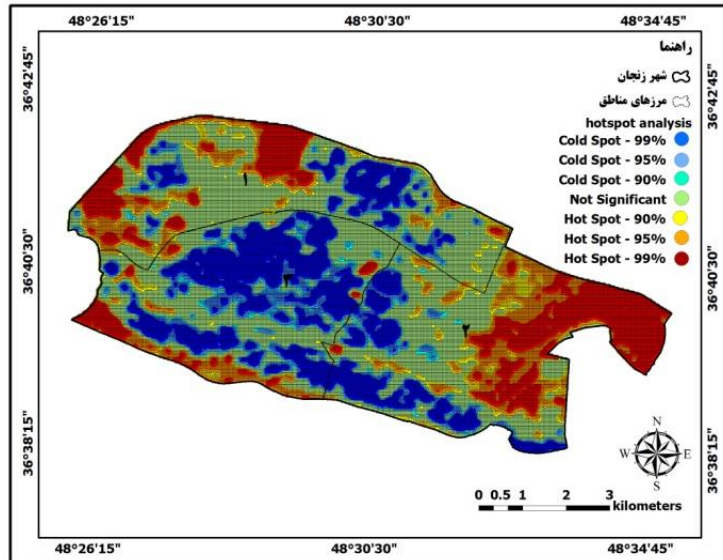 48°26'15" 48°30'30" 48°34'45"
36°42'45"
36°42'45"
راهنما
شهر زنجان
مرزهای مناطق
hotspot analysis
Cold Spot - 99%
Cold Spot - 95%
Cold Spot - 90%
Not Significant
Hot Spot - 90%
Hot Spot - 95%
Hot Spot - 99%
۱
36°40'30"
36°40'30"
۳
۲
36°38'15"
36°38'15"
N
W E
S
0 0.5 1 2 3
kilometers
48°26'15" 48°30'30" 48°34'45"